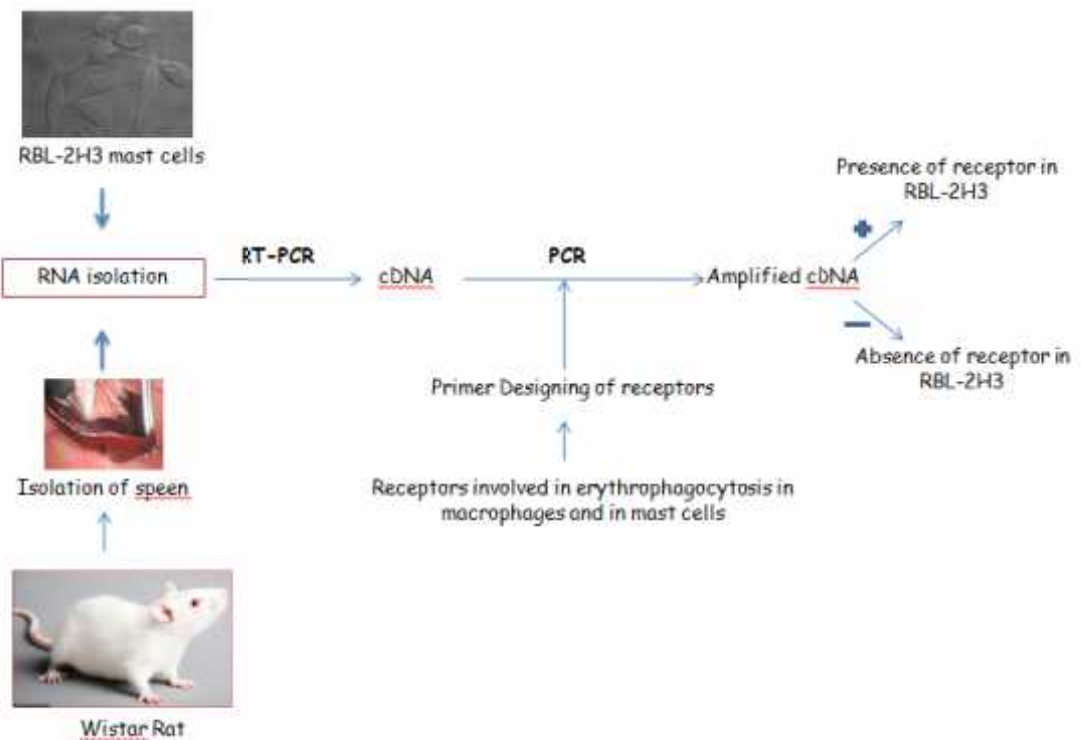 RBL-2H3 mast cells
Presence of receptor in
RBL-2H3
RNA isolation
RT-PCR
cDNA
PCR
Amplified cDNA
Absence of receptor in
RBL-2H3
Primer Designing of receptors
Isolation of speen
Receptors involved in erythrophagocytosis in
macrophages and in mast cells
Wistar Rat